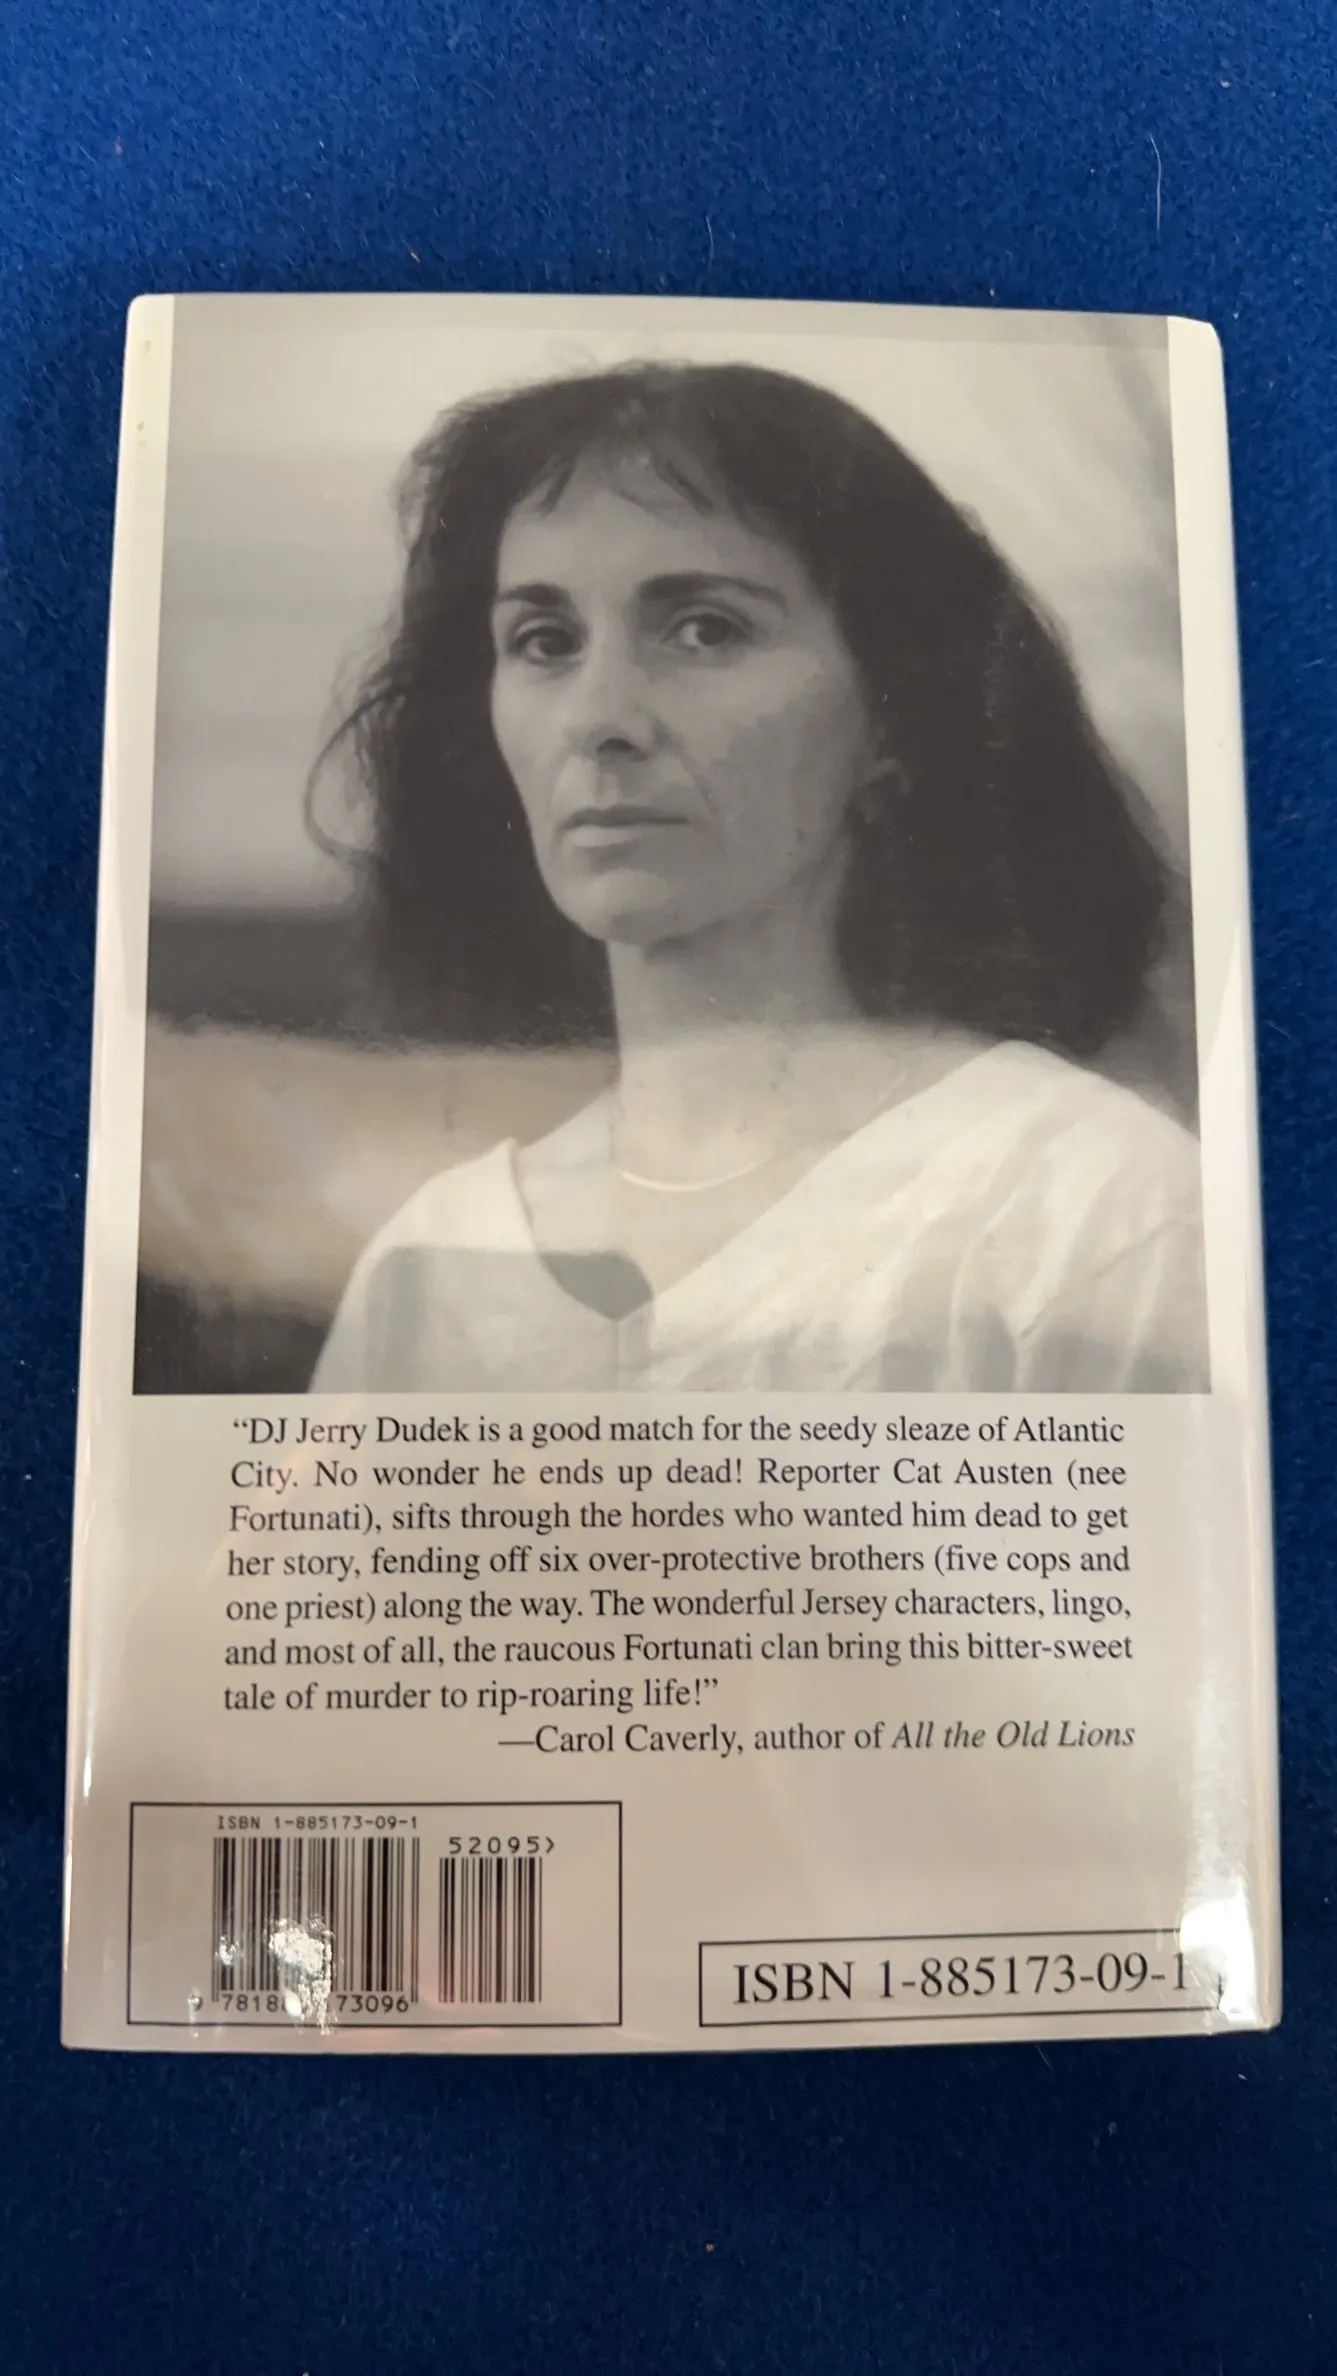 “DJ Jerry Dudek is a good match for the seedy sleaze of Atlantic
City. No wonder he ends up dead! Reporter Cat Austen (nee
Fortunati), sifts through the hordes who wanted him dead to get
her story, fending off six over-protective brothers (five cops and
one priest) along the way. The wonderful Jersey characters, lingo,
and most of all, the raucous Fortunati clan bring this bitter-sweet
tale of murder to rip-roaring life!”
—Carol Caverly, author of All the Old Lions
ISBN 1-885173-09-1
52095>
9 7818 73096
ISBN 1-885173-09-1